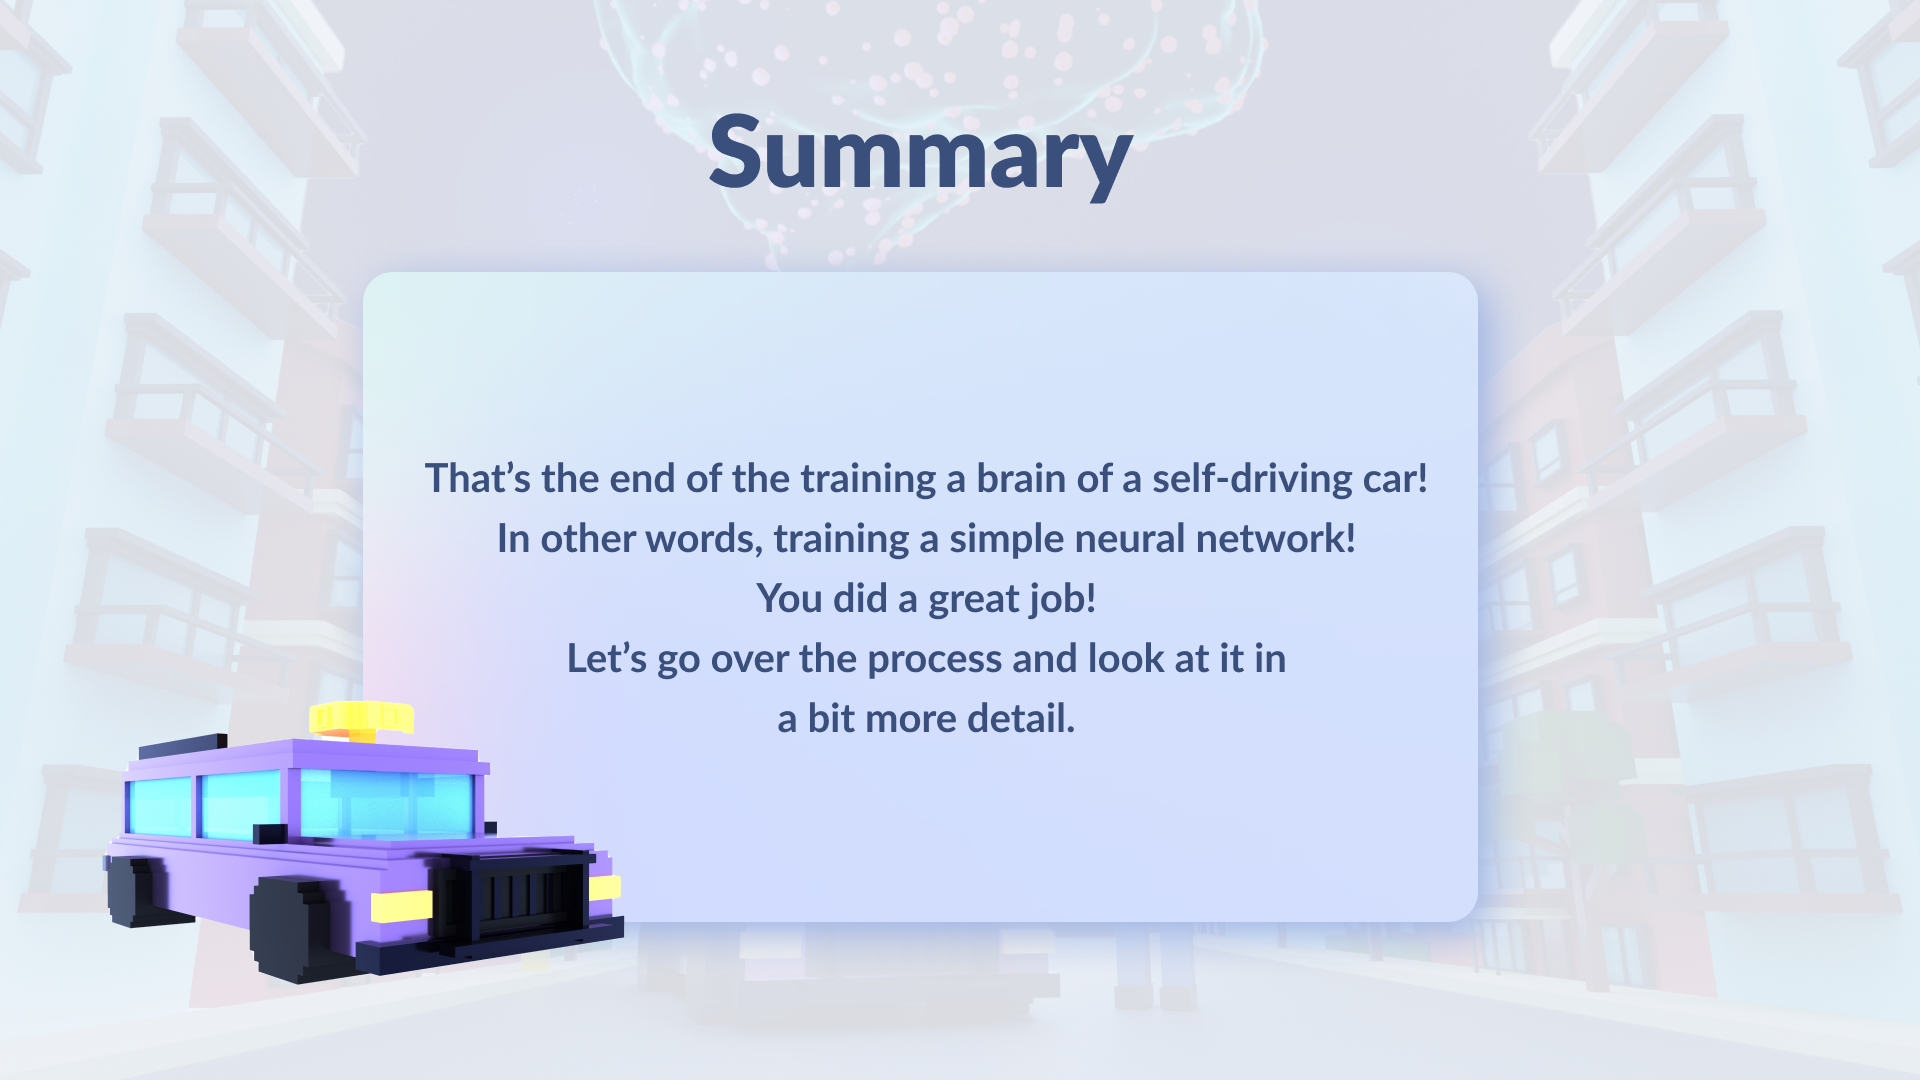 Summary
That’s the end of the training a brain of a self-driving car!
In other words, training a simple neural network!
You did a great job!
Let’s go over the process and look at it in
a bit more detail.